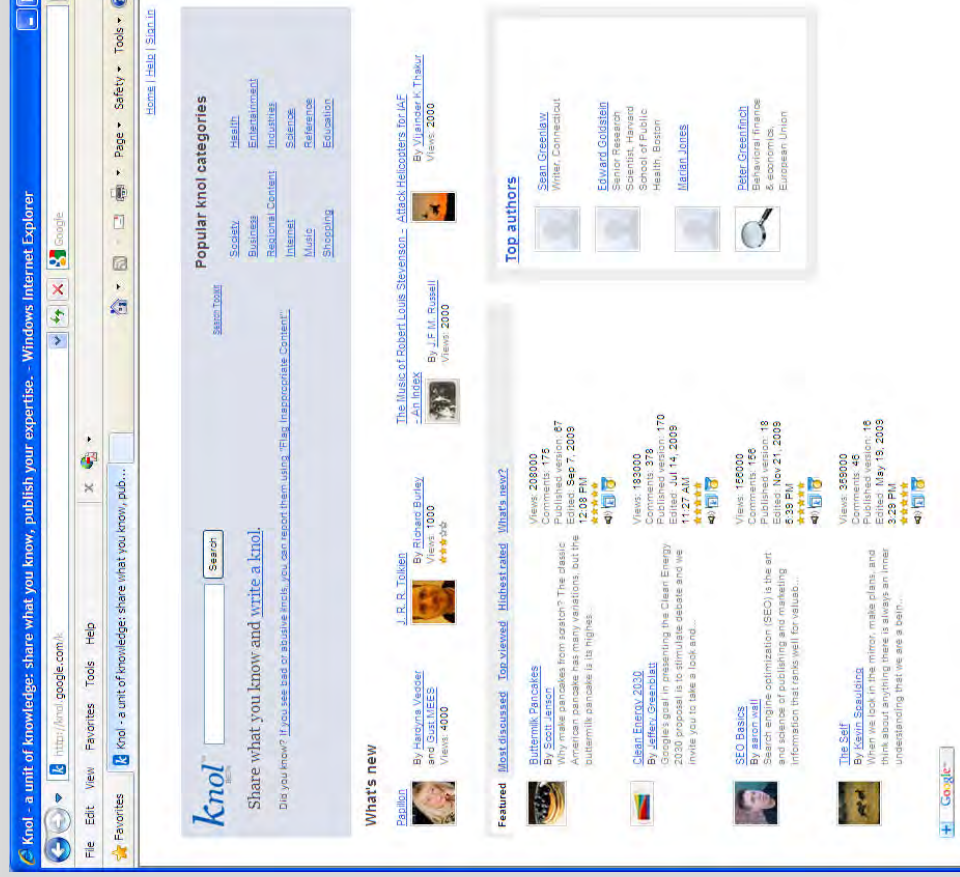 Knol - a unit of knowledge: share what you know, publish your expertise. - Windows Internet Explorer
http://knol.google.com/k
Google
File Edit View Favorites Tools Help
Favorites
Knol - a unit of knowledge: share what you know, pub...
Page Safety Tools
Home | Help | Sign in
knol
BETA
Search
Search Toolkit
Share what you know and write a knol.
Did you know? If you see bad or abusive knols, you can report them using "Flag Inappropriate Content".
Popular knol categories
Society Health
Business Entertainment
Regional Content Industries
Internet Science
Music Reference
Shopping Education
What's new
Papillon
By Hardyna Vedder
and Gust MEES
Views: 4000
J. R. R. Tolkien
By Richard Burley
Views: 1000
The Music of Robert Louis Stevenson -
- An Index
By J.F.M. Russell
Views: 2000
Attack Helicopters for IAF
By Vijainder K Thakur
Views: 2000
Featured Most discussed Top viewed Highest rated What's new?
Buttermilk Pancakes
By Scott Jenson
Why make pancakes from scratch? The classic
American pancake has many variations, but the
buttermilk pancake is its highes...
Views: 208000
Comments: 175
Published version: 67
Edited: Sep 7, 2009
12:08 PM
Clean Energy 2030
By Jeffery Greenblatt
Google's goal in presenting the Clean Energy
2030 proposal is to stimulate debate and we
invite you to take a look and...
Views: 183000
Comments: 378
Published version: 170
Edited: Jul 14, 2009
11:27 AM
SEO Basics
By aaron wall
Search engine optimization (SEO) is the art
and science of publishing and marketing
information that ranks well for valuab...
Views: 156000
Comments: 166
Published version: 18
Edited: Nov 21, 2009
6:39 PM
The Self
By Kevin Spaulding
When we look in the mirror, make plans, and
think about anything there is always an inner
understanding that we are a bein...
Views: 359000
Comments: 46
Published version: 16
Edited: May 19, 2009
3:29 PM
Top authors
Sean Greenlaw
Writer, Connecticut
Edward Goldstein
Senior Research
Scientist, Harvard
School of Public
Health, Boston
Marian Jones
Peter Greenfinch
Behavioral finance
& economics,
European Union
+ Google